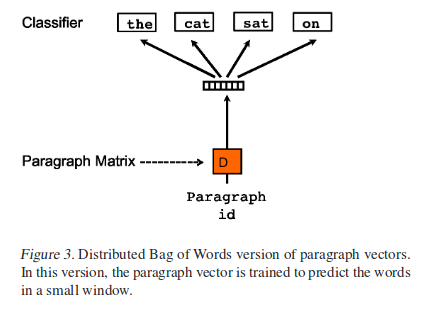 Classifier the cat sat on
Paragraph Matrix D
Paragraph
id
Figure 3. Distributed Bag of Words version of paragraph vectors.
In this version, the paragraph vector is trained to predict the words
in a small window.